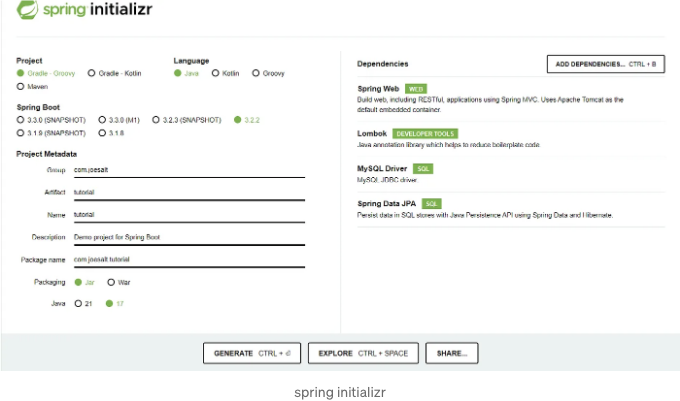 spring initializr
Project
Language
Gradle - Groovy Gradle - Kotlin Java Kotlin Groovy
Maven
Spring Boot
3.3.0 (SNAPSHOT) 3.3.0 (M1) 3.2.3 (SNAPSHOT) 3.2.2
3.1.9 (SNAPSHOT) 3.1.8
Project Metadata
Group com.joesalt
Artifact tutorial
Name tutorial
Description Demo project for Spring Boot
Package name com.joesalt.tutorial
Packaging Jar War
Java 21 17
Dependencies
ADD DEPENDENCIES... CTRL + B
Spring Web WEB
Build web, including RESTful, applications using Spring MVC. Uses Apache Tomcat as the
default embedded container.
Lombok DEVELOPER TOOLS
Java annotation library which helps to reduce boilerplate code.
MySQL Driver SQL
MySQL JDBC driver.
Spring Data JPA SQL
Persist data in SQL stores with Java Persistence API using Spring Data and Hibernate.
GENERATE CTRL + ⏎ EXPLORE CTRL + SPACE SHARE...
spring initializr